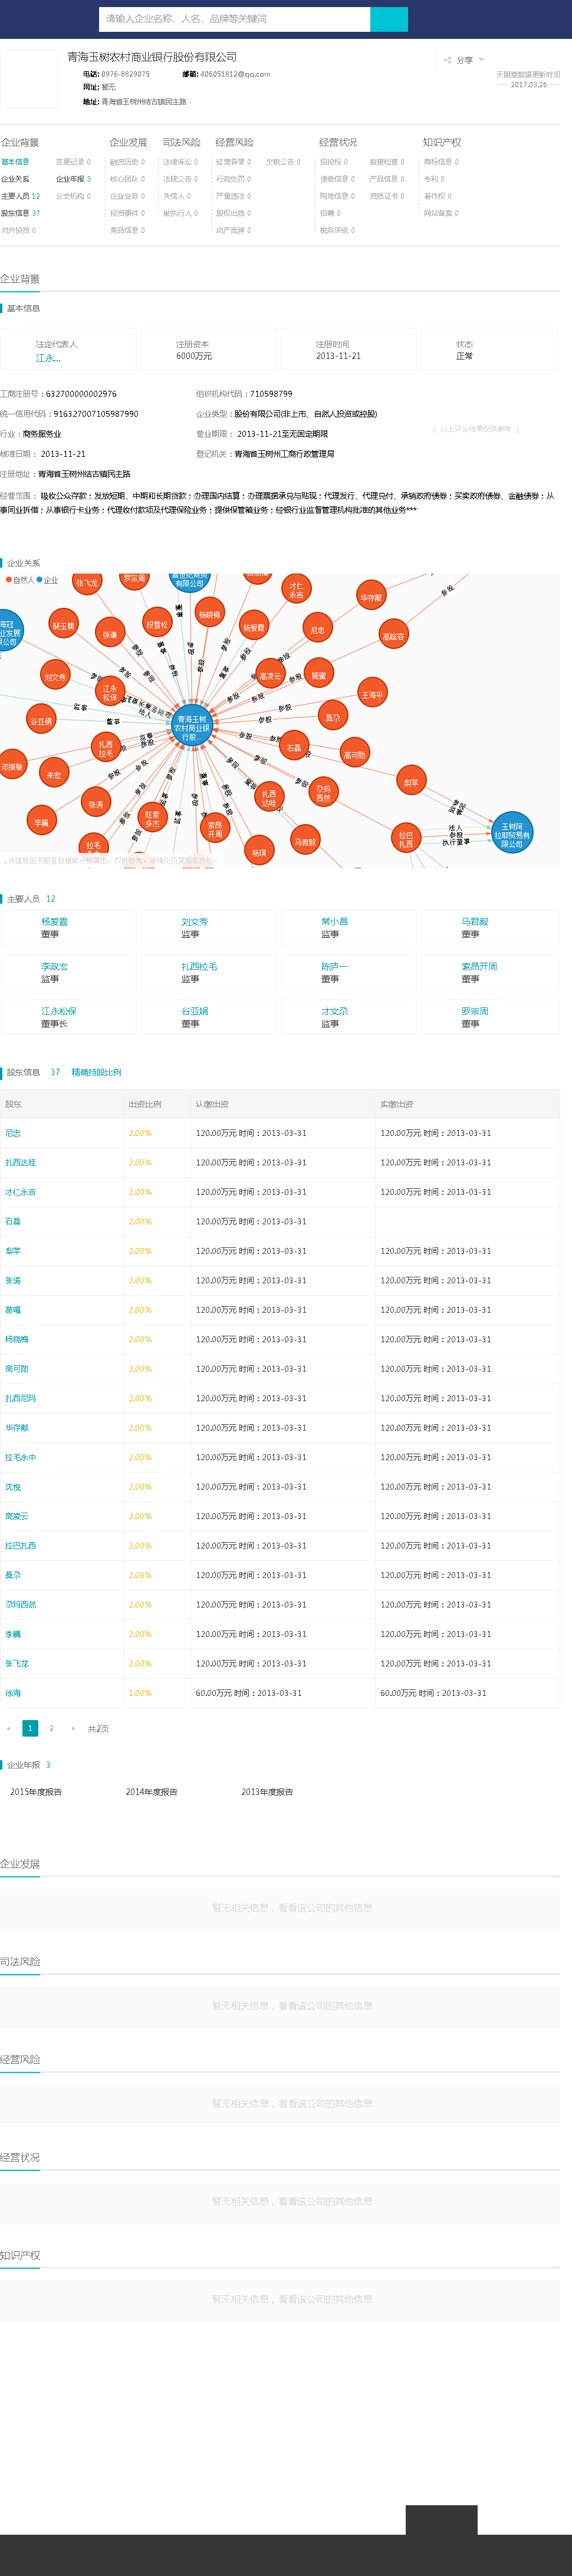 请输入企业名称、人名、品牌等关键词
青海玉树农村商业银行股份有限公司
分享
电话: 0976-8829075 邮箱: 406051812@qq.com
天眼查数据更新时间
2017.03.26
网址: 暂无
地址: 青海省玉树州结古镇民主路
企业背景 企业发展 司法风险 经营风险 经营状况 知识产权
基本信息 变更记录 0 融资历史 0 法律诉讼 0 经营异常 0 欠税公告 0 招投标 0 抽查检查 0 商标信息 0
企业关系 企业年报 3 核心团队 0 法院公告 0 行政处罚 0 债券信息 0 产品信息 0 专利 0
主要人员 12 分支机构 0 企业业务 0 失信人 0 严重违法 0 购地信息 0 资质证书 0 著作权 0
股东信息 37 投资事件 0 被执行人 0 股权出质 0 招聘 0 网站备案 0
对外投资 0 竞品信息 0 动产抵押 0 税务评级 0
企业背景
基本信息
法定代表人 注册资本 注册时间 状态
江永... 6000万元 2013-11-21 正常
工商注册号：632700000002976 组织机构代码：710598799
统一信用代码：916327007105987990 企业类型：股份有限公司(非上市、自然人投资或控股)
行业：商务服务业 营业期限： 2013-11-21至无固定期限
[ 以上评分结果仅供参考 ]
核准日期： 2013-11-21 登记机关：青海省玉树州工商行政管理局
注册地址：青海省玉树州结古镇民主路
经营范围： 吸收公众存款；发放短期、中期和长期贷款；办理国内结算；办理票据承兑与贴现；代理发行、代理兑付、承销政府债券；买卖政府债券、金融债券；从
事同业拆借；从事银行卡业务；代理收付款项及代理保险业务；提供保管箱业务；经银行业监督管理机构批准的其他业务***
企业关系
自然人 企业
张飞龙
罗宗周
有限公司
才仁
永吉
华存献
杨晓梅
段雪松
张谦
杨爱霞
尼忠
高晗容
刘文秀
江永
松保
高凌云
王海平
谷亚娟
青海玉树
农村商业银
行股...
桑尕
扎西
拉毛
石磊
高可勋
邓振敏
来宏
梨苹
张涛
旺索
多杰
扎西
达哇
尕玛
西然
李巍
索昂
开周
马君毅
拉巴
扎西
玉树阿
拉耶贸易有
限公司
拉毛
杨瑛
法人
参股
执行董事
主要人员 12
杨爱霞 刘文秀 常小昌 马君毅
董事 监事 监事 董事
李政宏 扎西拉毛 陈庐一 索昂开周
监事 监事 董事 董事
江永松保 谷亚娟 才文尕 罗宗周
董事长 董事 监事 董事
股东信息 37 精确持股比例
股东 出资比例 认缴出资 实缴出资
尼忠 2.00% 120.00万元 时间：2013-03-31 120.00万元 时间：2013-03-31
扎西达哇 2.00% 120.00万元 时间：2013-03-31 120.00万元 时间：2013-03-31
才仁永吉 2.00% 120.00万元 时间：2013-03-31 120.00万元 时间：2013-03-31
石磊 2.00% 120.00万元 时间：2013-03-31
梨苹 2.00% 120.00万元 时间：2013-03-31 120.00万元 时间：2013-03-31
张涛 2.00% 120.00万元 时间：2013-03-31 120.00万元 时间：2013-03-31
2.00% 120.00万元 时间：2013-03-31 120.00万元 时间：2013-03-31
杨晓梅 2.00% 120.00万元 时间：2013-03-31 120.00万元 时间：2013-03-31
高可勋 2.00% 120.00万元 时间：2013-03-31 120.00万元 时间：2013-03-31
扎西尼玛 2.00% 120.00万元 时间：2013-03-31 120.00万元 时间：2013-03-31
华存献 2.00% 120.00万元 时间：2013-03-31 120.00万元 时间：2013-03-31
拉毛永中 2.00% 120.00万元 时间：2013-03-31 120.00万元 时间：2013-03-31
沈悦 2.00% 120.00万元 时间：2013-03-31 120.00万元 时间：2013-03-31
高凌云 2.00% 120.00万元 时间：2013-03-31 120.00万元 时间：2013-03-31
拉巴扎西 2.00% 120.00万元 时间：2013-03-31 120.00万元 时间：2013-03-31
桑尕 2.00% 120.00万元 时间：2013-03-31 120.00万元 时间：2013-03-31
尕玛西然 2.00% 120.00万元 时间：2013-03-31 120.00万元 时间：2013-03-31
李巍 2.00% 120.00万元 时间：2013-03-31 120.00万元 时间：2013-03-31
张飞龙 2.00% 120.00万元 时间：2013-03-31 120.00万元 时间：2013-03-31
徐海 1.00% 60.00万元 时间：2013-03-31 60.00万元 时间：2013-03-31
< 1 2 > 共2页
企业年报 3
2015年度报告 2014年度报告 2013年度报告
企业发展
暂无相关信息，看看该公司的其他信息
司法风险
暂无相关信息，看看该公司的其他信息
经营风险
暂无相关信息，看看该公司的其他信息
经营状况
暂无相关信息，看看该公司的其他信息
知识产权
暂无相关信息，看看该公司的其他信息